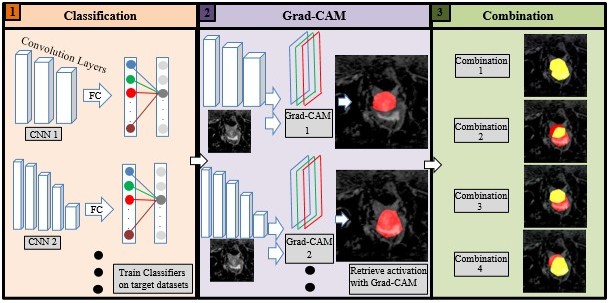 1
Classification
Convolution Layers
FC
CNN 1
FC
CNN 2
Train Classifiers
on target datasets
2
Grad-CAM
Grad-CAM
1
Grad-CAM
2
Retrieve activation
with Grad-CAM
3
Combination
Combination
1
Combination
2
Combination
3
Combination
4